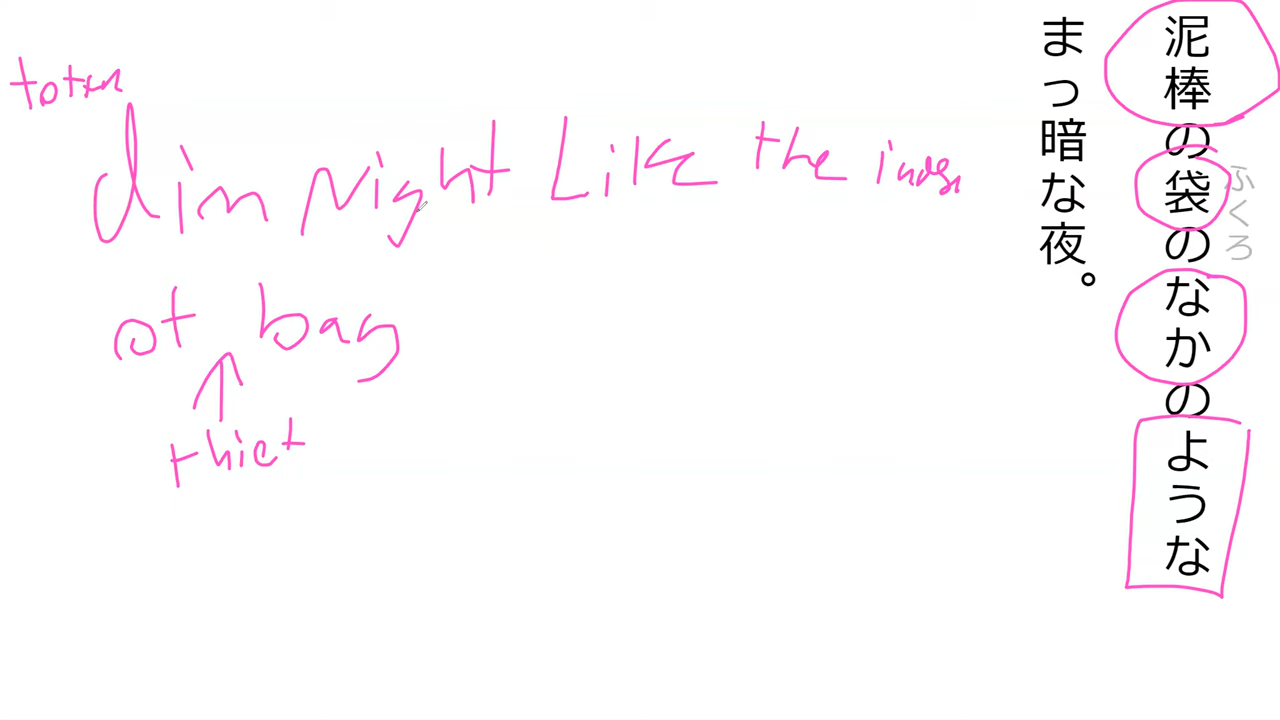 泥棒の袋のなかのような
ふくろ
まっ暗な夜。
dim Night Like the
of bag
thief